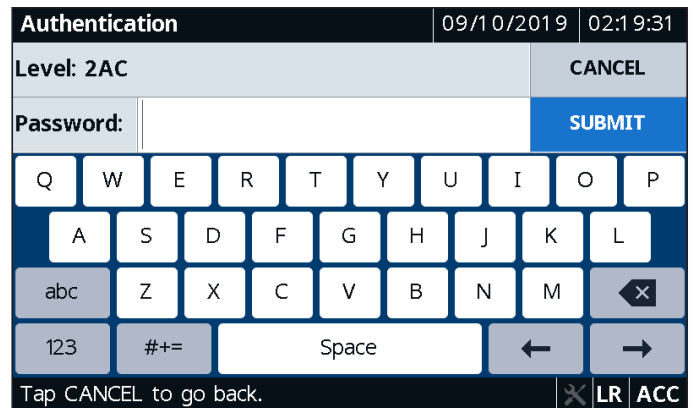 Authentication 09/10/2019 02:19:31
Level: 2AC CANCEL
Password: SUBMIT
Q W E R T Y U I O P
A S D F G H J K L
abc Z X C V B N M
123 #+= Space ← →
Tap CANCEL to go back. LR ACC